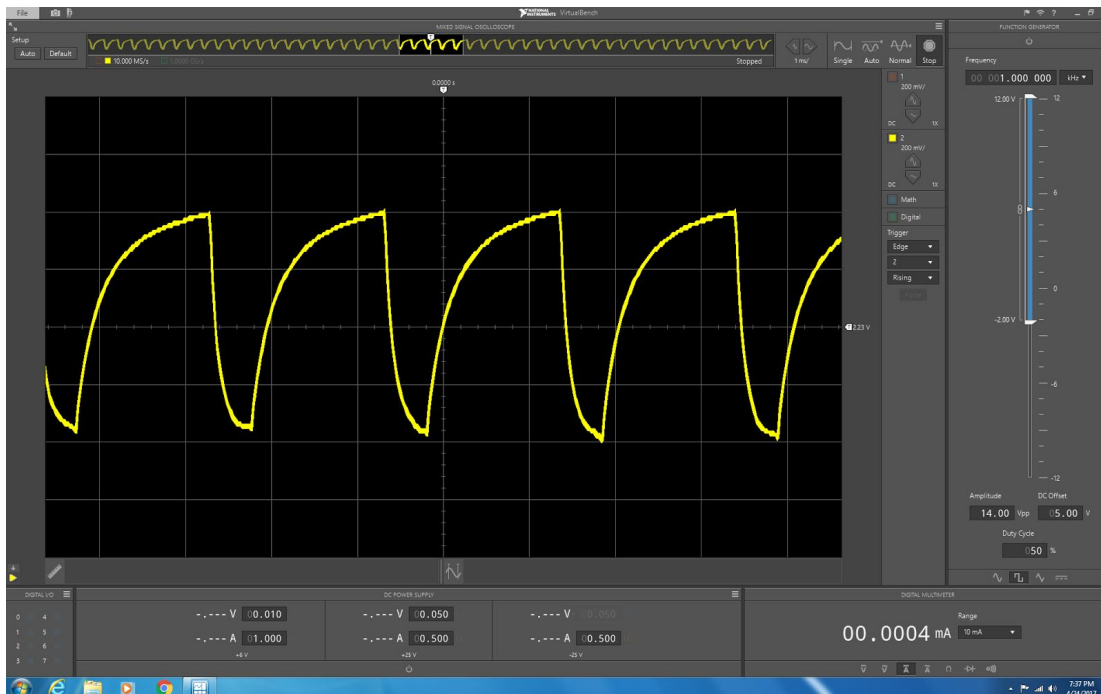 File
NATIONAL INSTRUMENTS VirtualBench
?
MIXED SIGNAL OSCILLOSCOPE
Setup
Auto Default
10.000 MS/s
Stopped
1 ms/
Single Auto Normal Stop
0.0000 s
T
2.23 V
1
200 mV/
DC 1X
2
200 mV/
DC 1X
Math
Digital
Trigger
Edge
2
Rising
FUNCTION GENERATOR
Frequency
00 001.000 000 kHz
12.00 V 12
6
0
-2.00 V
-6
-12
Amplitude DC Offset
14.00 Vpp 05.00 V
Duty Cycle
050 %
DIGITAL I/O
0 4
1 5
2 6
3 7
DC POWER SUPPLY
-.--- V 00.010
-.--- A 01.000
+6 V
-.--- V 00.050
-.--- A 00.500
+25 V
-.--- V 00.050
-.--- A 00.500
-25 V
DIGITAL MULTIMETER
00.0004 mA
Range
10 mA
7:37 PM
4/24/2017